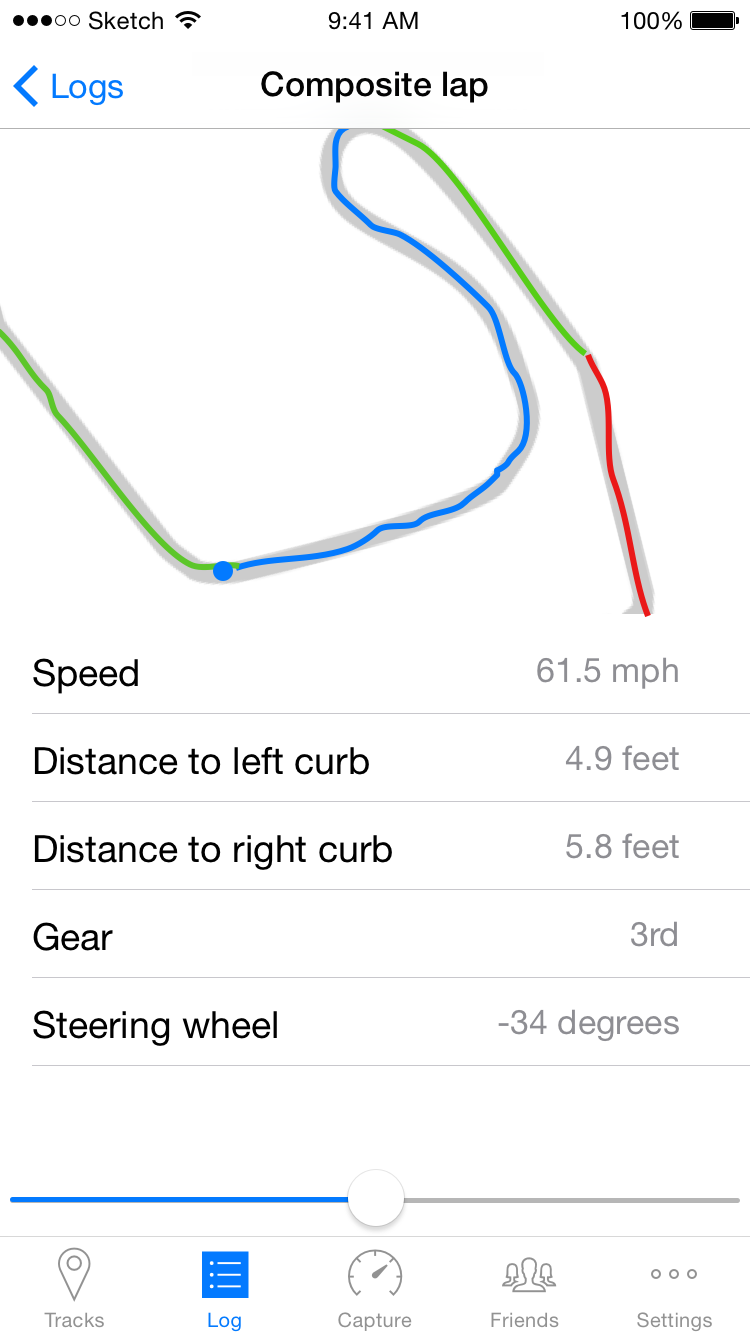 Sketch 9:41 AM 100%
Logs Composite lap
Speed 61.5 mph
Distance to left curb 4.9 feet
Distance to right curb 5.8 feet
Gear 3rd
Steering wheel -34 degrees
Tracks Log Capture Friends Settings